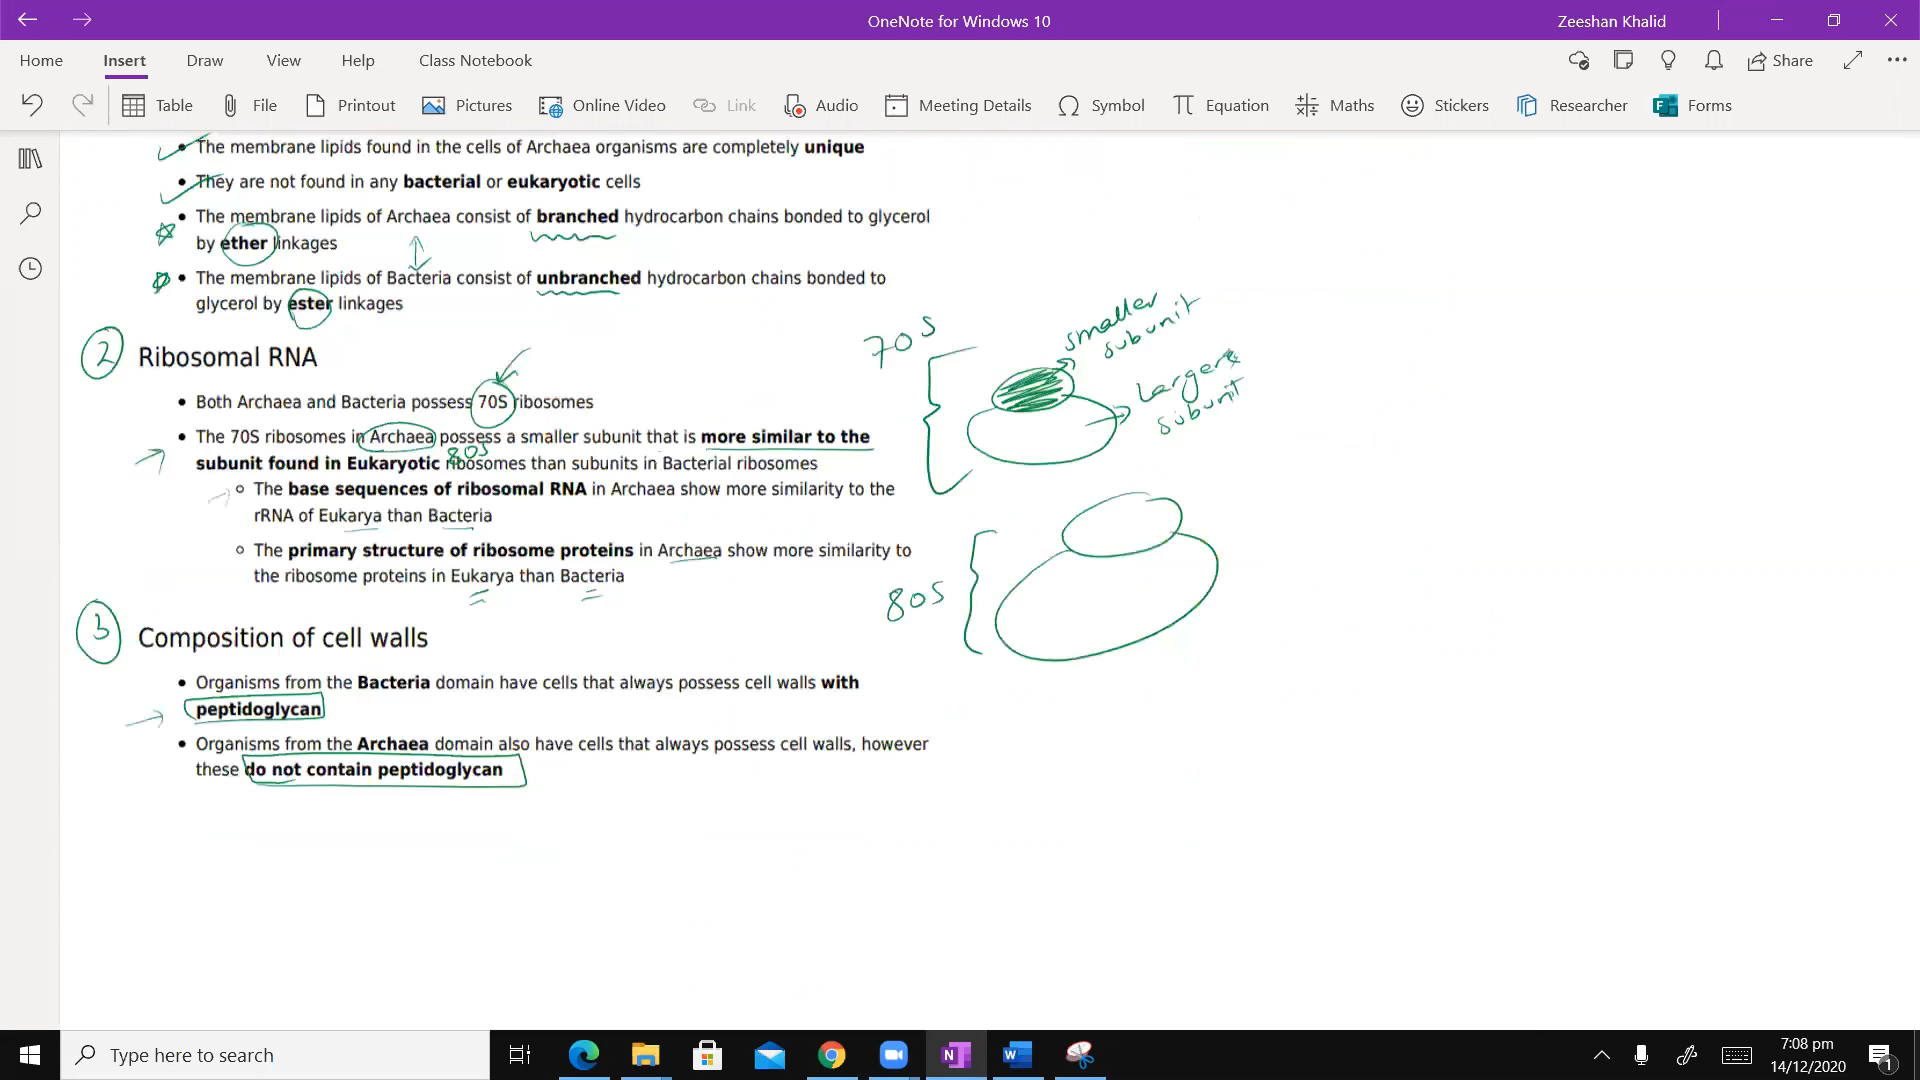 OneNote for Windows 10
Zeeshan Khalid
Home Insert Draw View Help Class Notebook
Share
Table File Printout Pictures Online Video Link Audio Meeting Details Symbol Equation Maths Stickers Researcher Forms
• The membrane lipids found in the cells of Archaea organisms are completely unique
• They are not found in any bacterial or eukaryotic cells
• The membrane lipids of Archaea consist of branched hydrocarbon chains bonded to glycerol
by ether linkages
• The membrane lipids of Bacteria consist of unbranched hydrocarbon chains bonded to
glycerol by ester linkages
2
Ribosomal RNA
• Both Archaea and Bacteria possess 70S ribosomes
• The 70S ribosomes in Archaea possess a smaller subunit that is more similar to the
80S
subunit found in Eukaryotic ribosomes than subunits in Bacterial ribosomes
o The base sequences of ribosomal RNA in Archaea show more similarity to the
rRNA of Eukarya than Bacteria
o The primary structure of ribosome proteins in Archaea show more similarity to
the ribosome proteins in Eukarya than Bacteria
70S
smaller
subunit
Larger
subunit
80S
3
Composition of cell walls
• Organisms from the Bacteria domain have cells that always possess cell walls with
peptidoglycan
• Organisms from the Archaea domain also have cells that always possess cell walls, however
these do not contain peptidoglycan
Type here to search
7:08 pm
14/12/2020
1